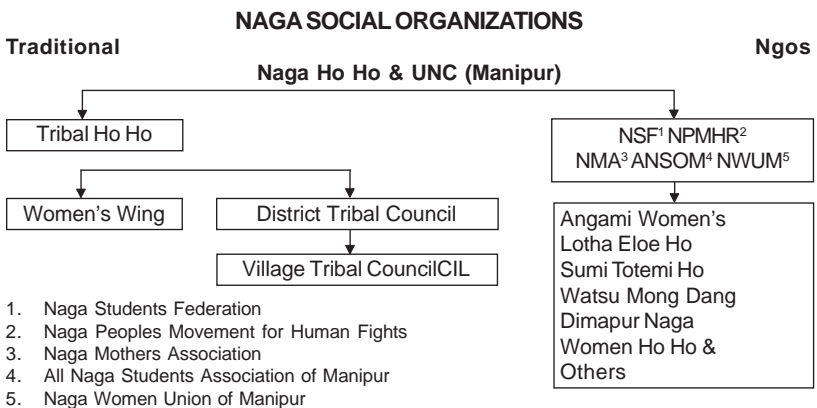 NAGA SOCIAL ORGANIZATIONS
Traditional
Ngos
Naga Ho Ho & UNC (Manipur)
Tribal Ho Ho
NSF¹ NPMHR²
NMA³ ANSOM⁴ NWUM⁵
Women's Wing
District Tribal Council
Village Tribal CouncilCIL
Angami Women's
Lotha Eloe Ho
Sumi Totemi Ho
Watsu Mong Dang
Dimapur Naga
Women Ho Ho &
Others
1. Naga Students Federation
2. Naga Peoples Movement for Human Fights
3. Naga Mothers Association
4. All Naga Students Association of Manipur
5. Naga Women Union of Manipur